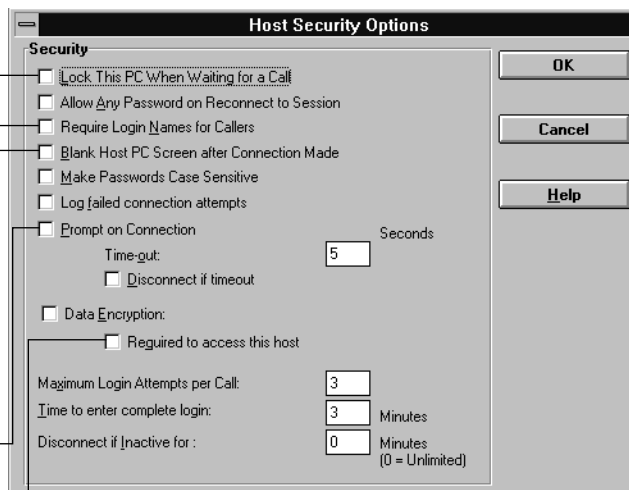 Host Security Options
Security
Lock This PC When Waiting for a Call
Allow Any Password on Reconnect to Session
Require Login Names for Callers
Blank Host PC Screen after Connection Made
Make Passwords Case Sensitive
Log failed connection attempts
Prompt on Connection
Seconds
Time-out:
5
Disconnect if timeout
Data Encryption:
Required to access this host
Maximum Login Attempts per Call:
3
Time to enter complete login:
3
Minutes
Disconnect if Inactive for :
0
Minutes
(0 = Unlimited)
OK
Cancel
Help